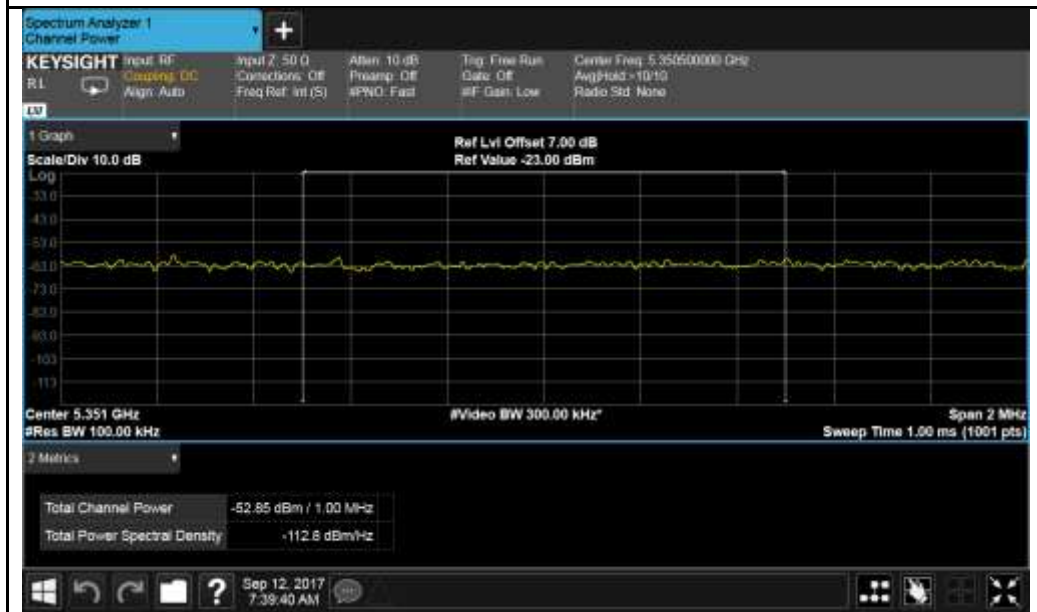 Spectrum Analyzer 1
Channel Power
+
KEYSIGHT Input: RF Input Z: 50 Ω Atten: 10 dB Trig: Free Run Center Freq: 5.350500000 GHz
RL Coupling: DC Corrections: Off Preamp: Off Gate: Off Avg|Hold:>10/10
Align: Auto Freq Ref: Int (S) #PNO: Fast #IF Gain: Low Radio Std: None
1 Graph
Ref Lvl Offset 7.00 dB
Scale/Div 10.0 dB Ref Value -23.00 dBm
Log
-33.0
-43.0
-53.0
-63.0
-73.0
-83.0
-93.0
-103
-113
Center 5.351 GHz #Video BW 300.00 kHz* Span 2 MHz
#Res BW 100.00 kHz Sweep Time 1.00 ms (1001 pts)
2 Metrics
Total Channel Power -52.85 dBm / 1.00 MHz
Total Power Spectral Density -112.8 dBm/Hz
? Sep 12, 2017
7:39:40 AM